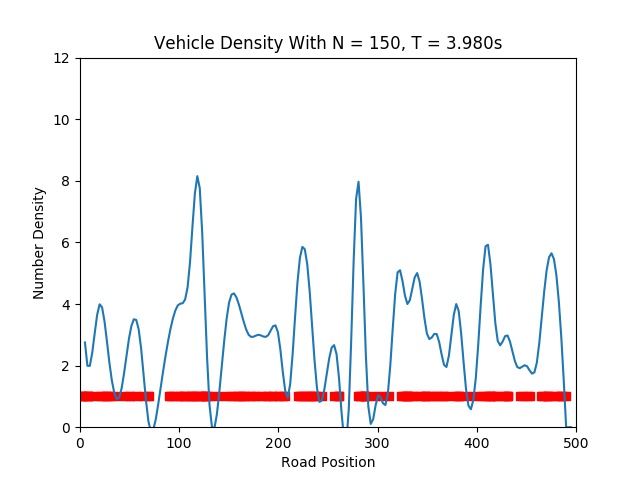 Vehicle Density With N = 150, T = 3.980s
12
10
8
6
4
2
0
Number Density
0 100 200 300 400 500
Road Position